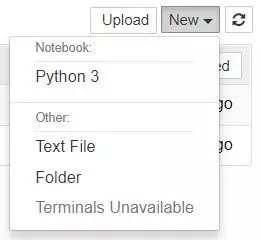 Upload New
Notebook:
Python 3
Other:
Text File
Folder
Terminals Unavailable